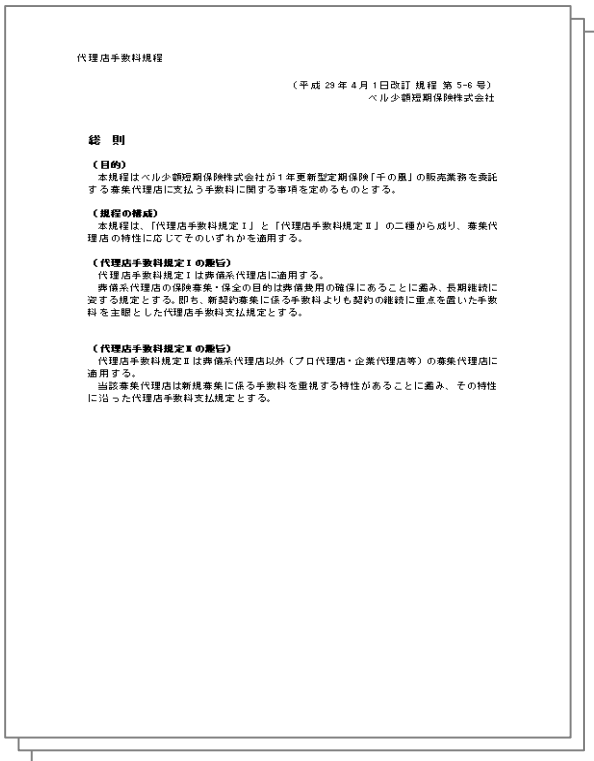 代理店手数料規程
（平成 29 年 4 月 1日改訂 規程 第 5-6 号）
ベル少額短期保険株式会社
総 則
（目的）
本規程はベル少額短期保険株式会社が１年更新型定期保険「千の風」の販売業務を委託
する募集代理店に支払う手数料に関する事項を定めるものとする。
（規程の構成）
本規程は、「代理店手数料規定Ⅰ」と「代理店手数料規定Ⅱ」の二種から成り、募集代
理店の特性に応じてそのいずれかを適用する。
（代理店手数料規定Ⅰの趣旨）
代理店手数料規定Ⅰは葬儀系代理店に適用する。
葬儀系代理店の保険募集・保全の目的は葬儀費用の確保にあることに鑑み、長期継続に
資する規定とする。即ち、新契約募集に係る手数料よりも契約の継続に重点を置いた手数
料を主眼とした代理店手数料支払規定とする。
（代理店手数料規定Ⅱの趣旨）
代理店手数料規定Ⅱは葬儀系代理店以外（プロ代理店・企業代理店等）の募集代理店に
適用する。
当該募集代理店は新規募集に係る手数料を重視する特性があることに鑑み、その特性
に沿った代理店手数料支払規定とする。